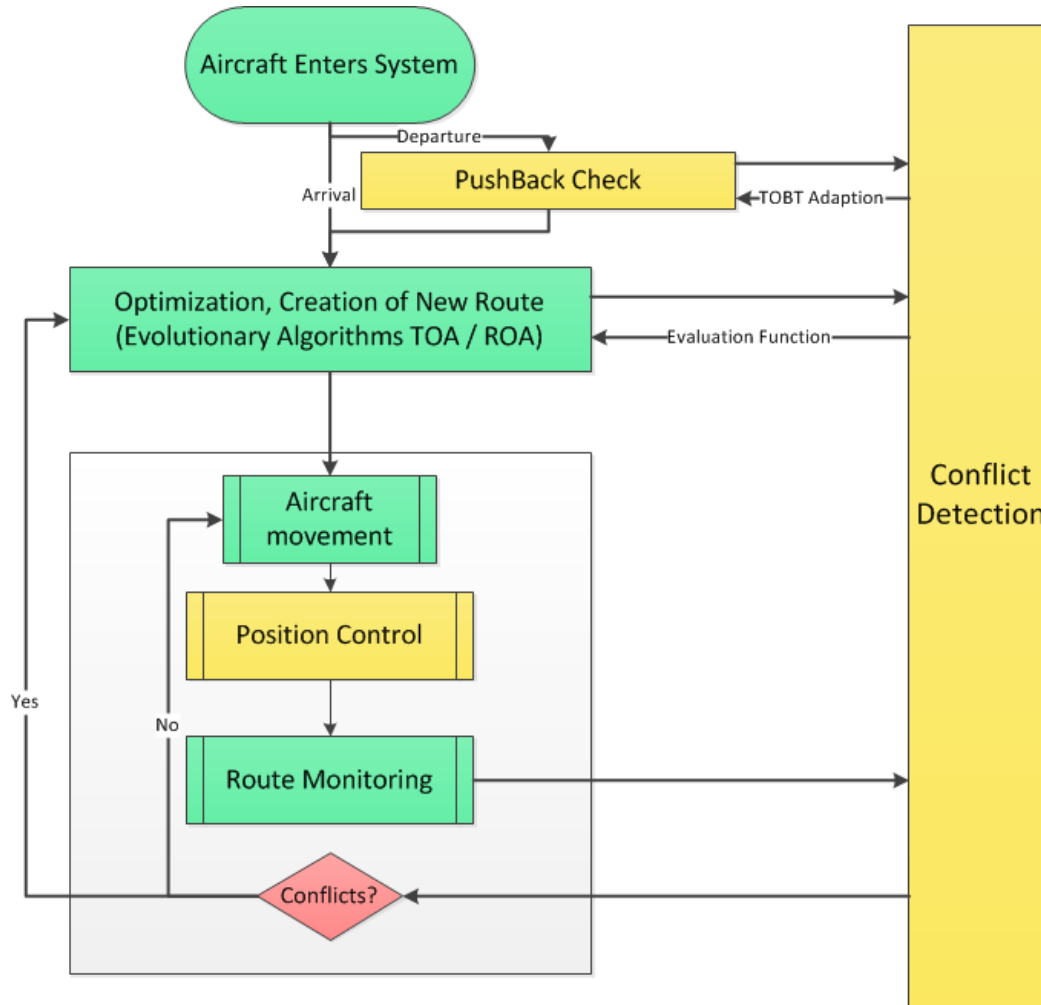 Aircraft Enters System
Departure
PushBack Check
Arrival
TOBT Adaption
Optimization, Creation of New Route
(Evolutionary Algorithms TOA / ROA)
Evaluation Function
Conflict
Detection
Aircraft
movement
Position Control
Yes
No
Route Monitoring
Conflicts?